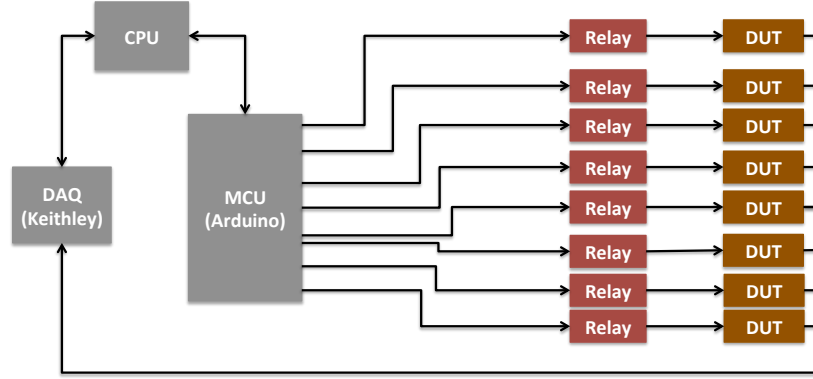 CPU
Relay DUT
Relay DUT
Relay DUT
DAQ
(Keithley)
MCU
(Arduino)
Relay DUT
Relay DUT
Relay DUT
Relay DUT
Relay DUT